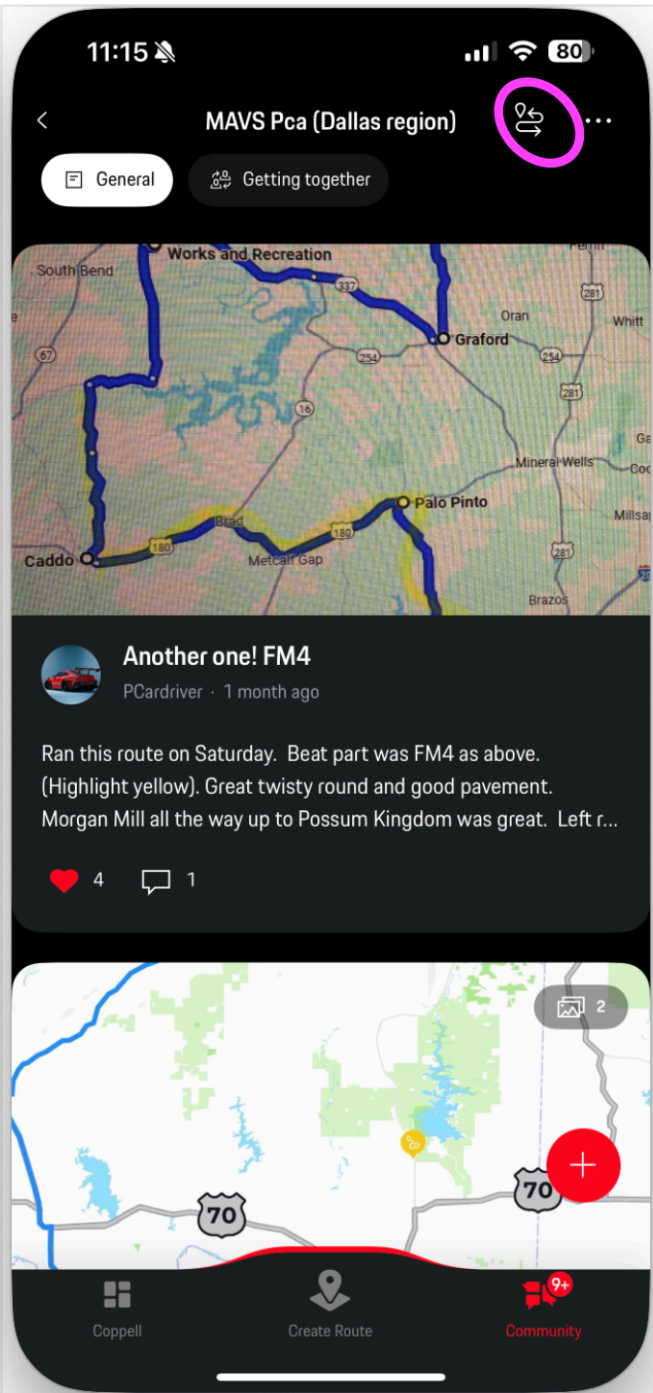 11:15
80
MAVS Pca (Dallas region)
General
Getting together
Works and Recreation
South Bend
337
281
Oran
Whitt
Graford
67
254
254
281
16
Mineral Wells
Palo Pinto
Brad
180
180
Caddo
Metcalf Gap
281
Brazos
Another one! FM4
PCardriver · 1 month ago
Ran this route on Saturday. Beat part was FM4 as above.
(Highlight yellow). Great twisty round and good pavement.
Morgan Mill all the way up to Possum Kingdom was great. Left r...
4
1
2
70
70
9+
Coppell
Create Route
Community